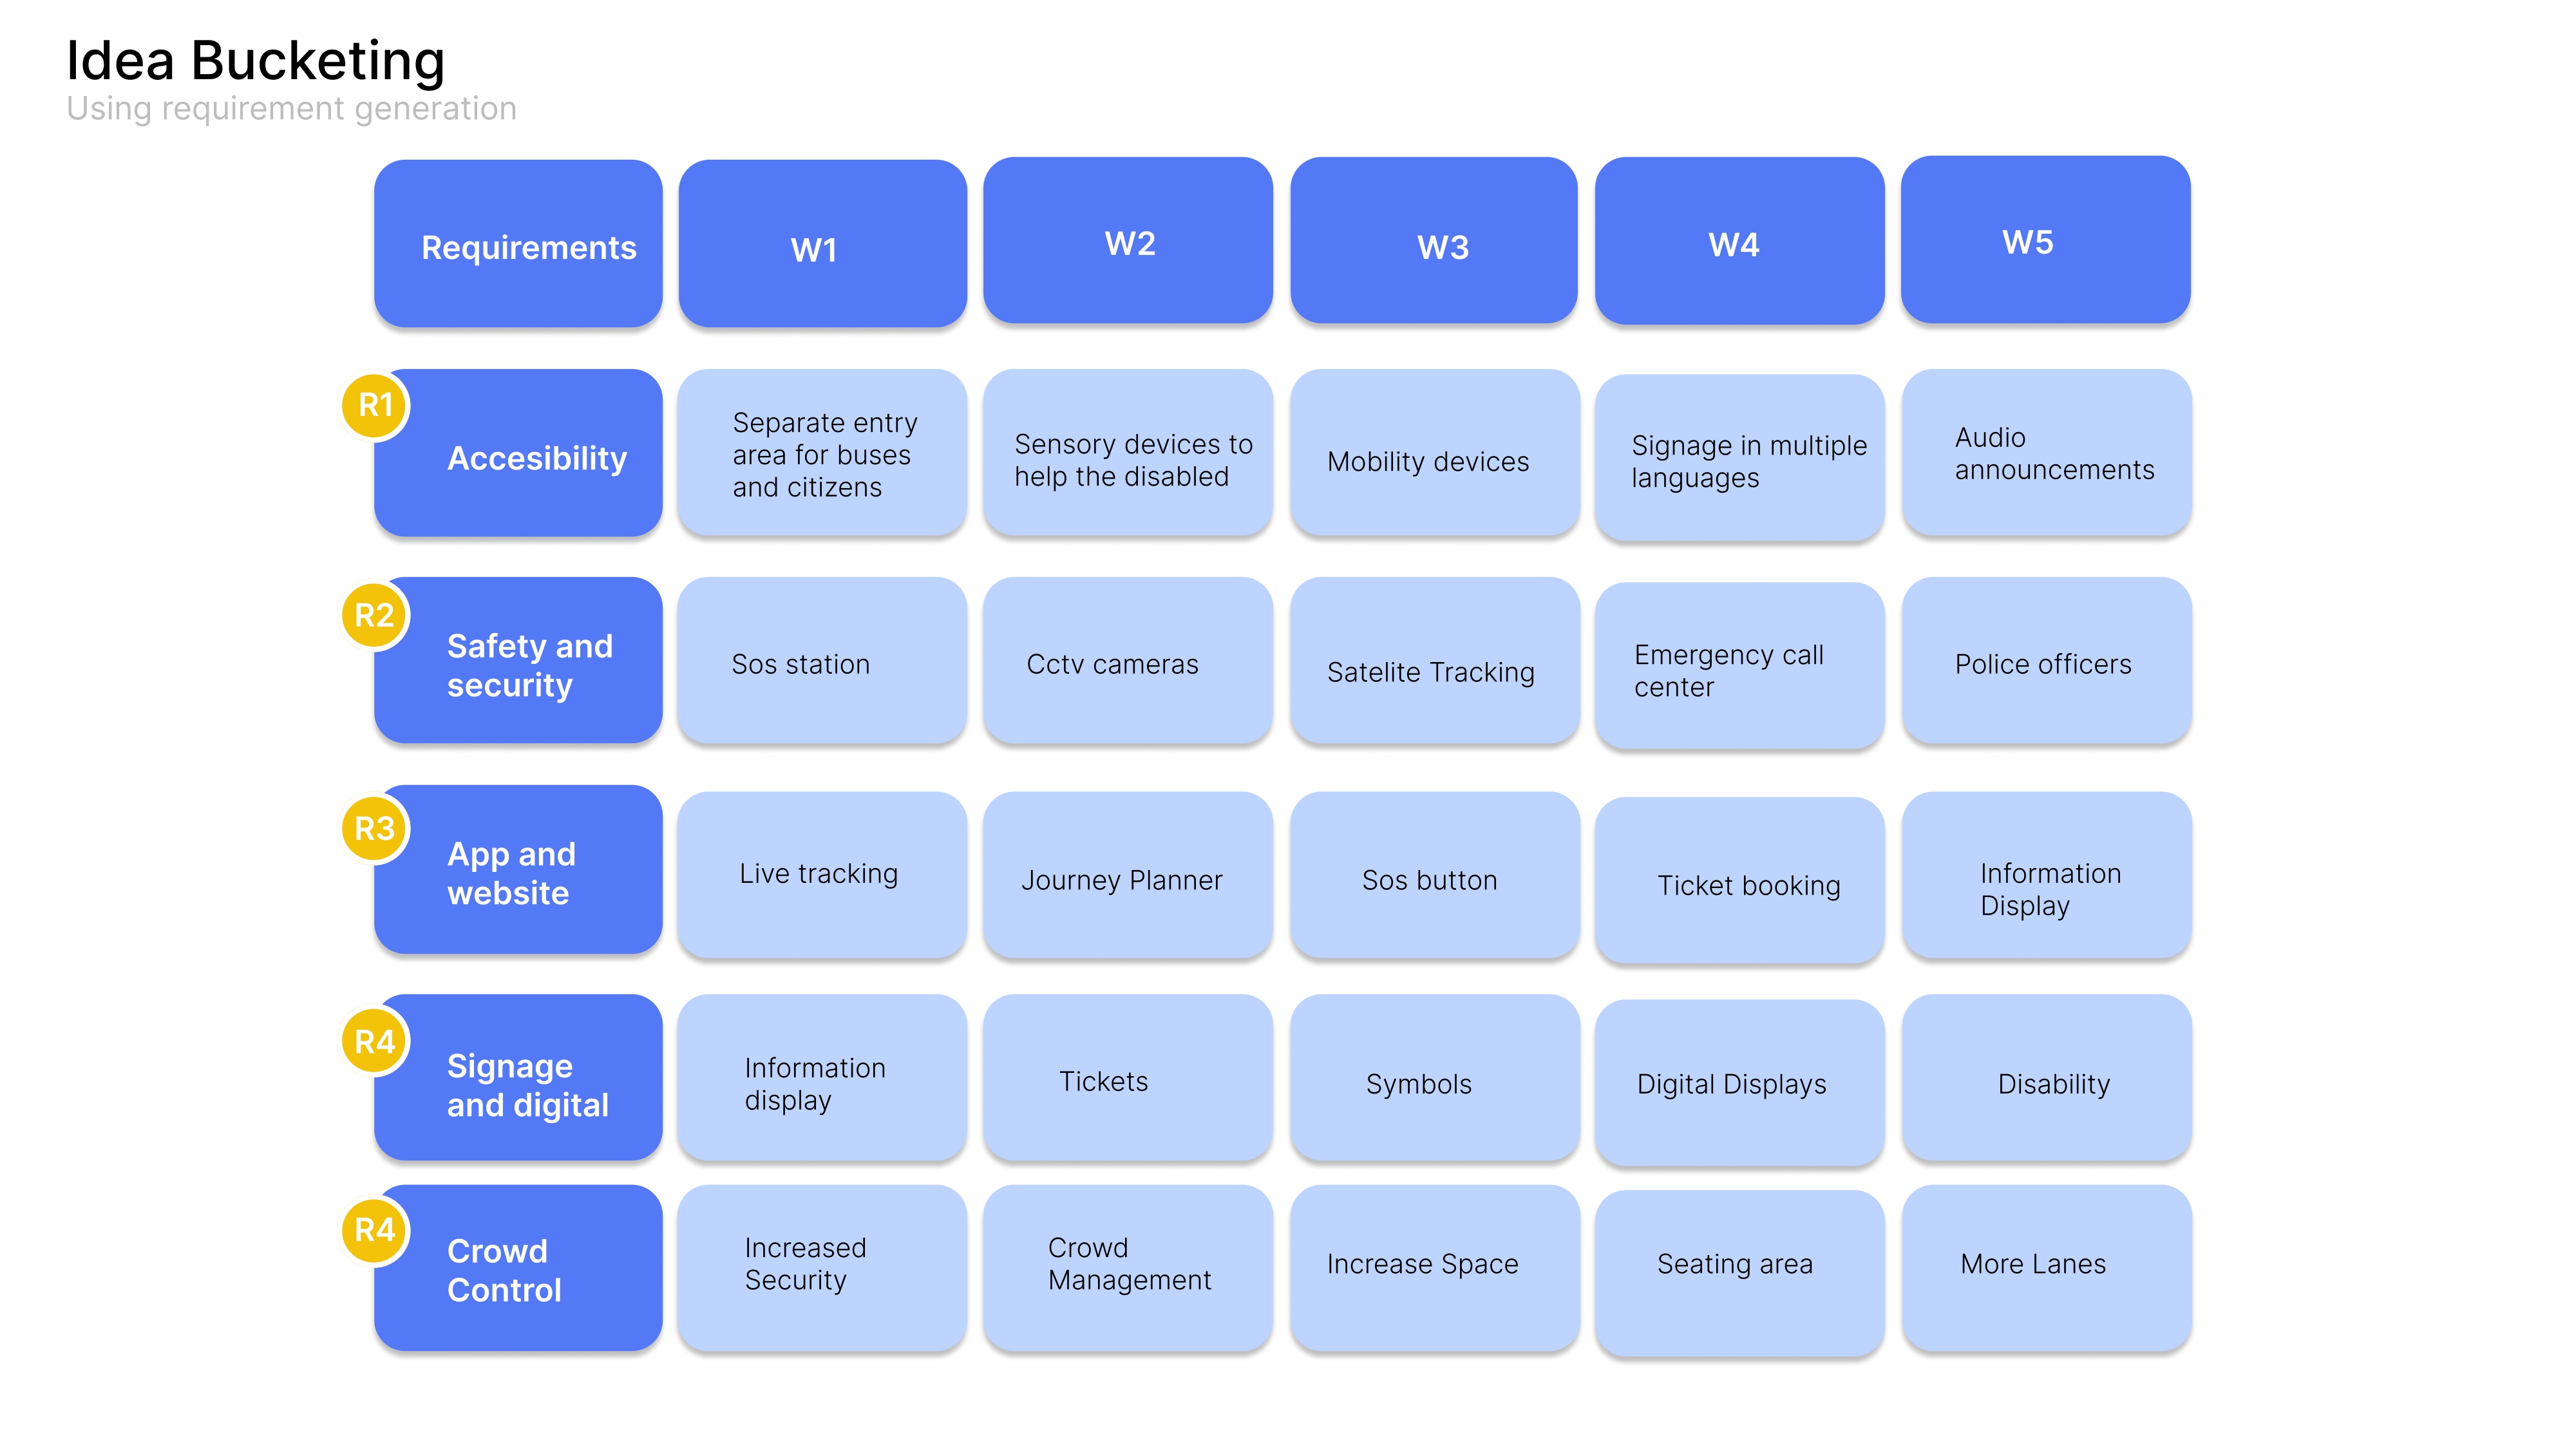 Idea Bucketing
Using requirement generation
Requirements
W1
W2
W3
W4
W5
R1
Accesibility
Separate entry
area for buses
and citizens
Sensory devices to
help the disabled
Mobility devices
Signage in multiple
languages
Audio
announcements
R2
Safety and
security
Sos station
Cctv cameras
Satelite Tracking
Emergency call
center
Police officers
R3
App and
website
Live tracking
Journey Planner
Sos button
Ticket booking
Information
Display
R4
Signage
and digital
Information
display
Tickets
Symbols
Digital Displays
Disability
R4
Crowd
Control
Increased
Security
Crowd
Management
Increase Space
Seating area
More Lanes